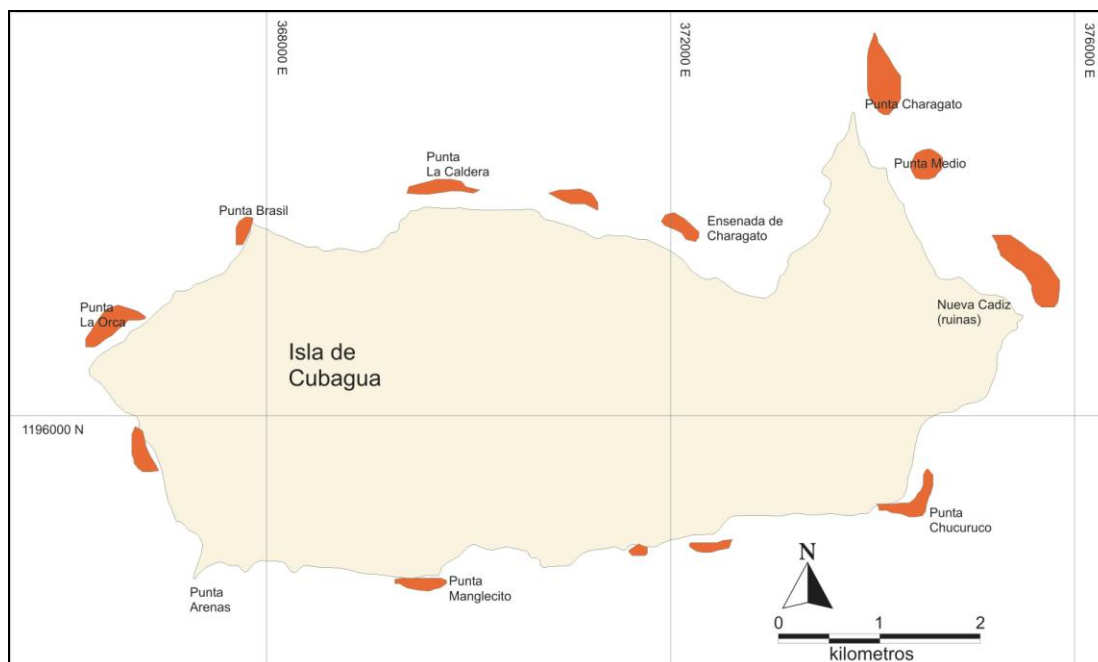 368000 E
372000 E
376000 E
Punta Charagato
Punta
La Caldera
Punta Medio
Punta Brasil
Ensenada de
Charagato
Punta
La Orca
Nueva Cadiz
(ruinas)
Isla de
Cubagua
1196000 N
Punta
Chucuruco
Punta
Arenas
Punta
Manglecito
N
0 1 2
kilometros